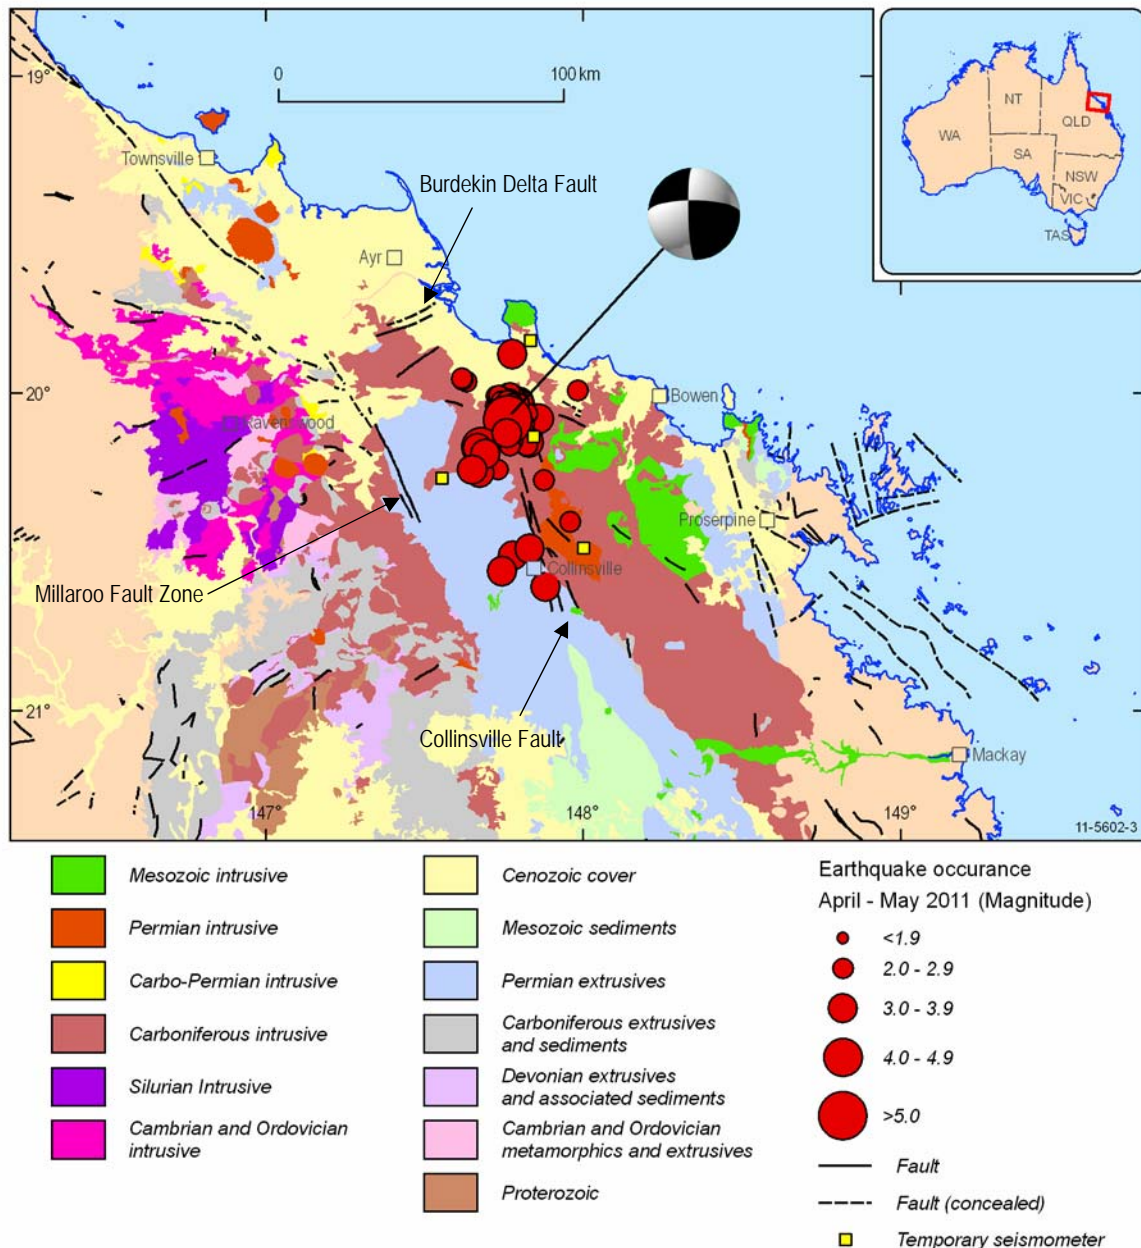 0
100 km
19°
Townsville
Burdekin Delta Fault
Ayr
WA
NT
QLD
SA
NSW
VIC
TAS
20°
Bowen
Ravenswood
Proserpine
Collinsville
Millaroo Fault Zone
21°
Collinsville Fault
Mackay
147°
148°
149°
11-5602-3
Mesozoic intrusive
Permian intrusive
Carbo-Permian intrusive
Carboniferous intrusive
Silurian Intrusive
Cambrian and Ordovician
intrusive
Cenozoic cover
Mesozoic sediments
Permian extrusives
Carboniferous extrusives
and sediments
Devonian extrusives
and associated sediments
Cambrian and Ordovician
metamorphics and extrusives
Proterozoic
Earthquake occurance
April - May 2011 (Magnitude)
<1.9
2.0 - 2.9
3.0 - 3.9
4.0 - 4.9
>5.0
Fault
Fault (concealed)
Temporary seismometer